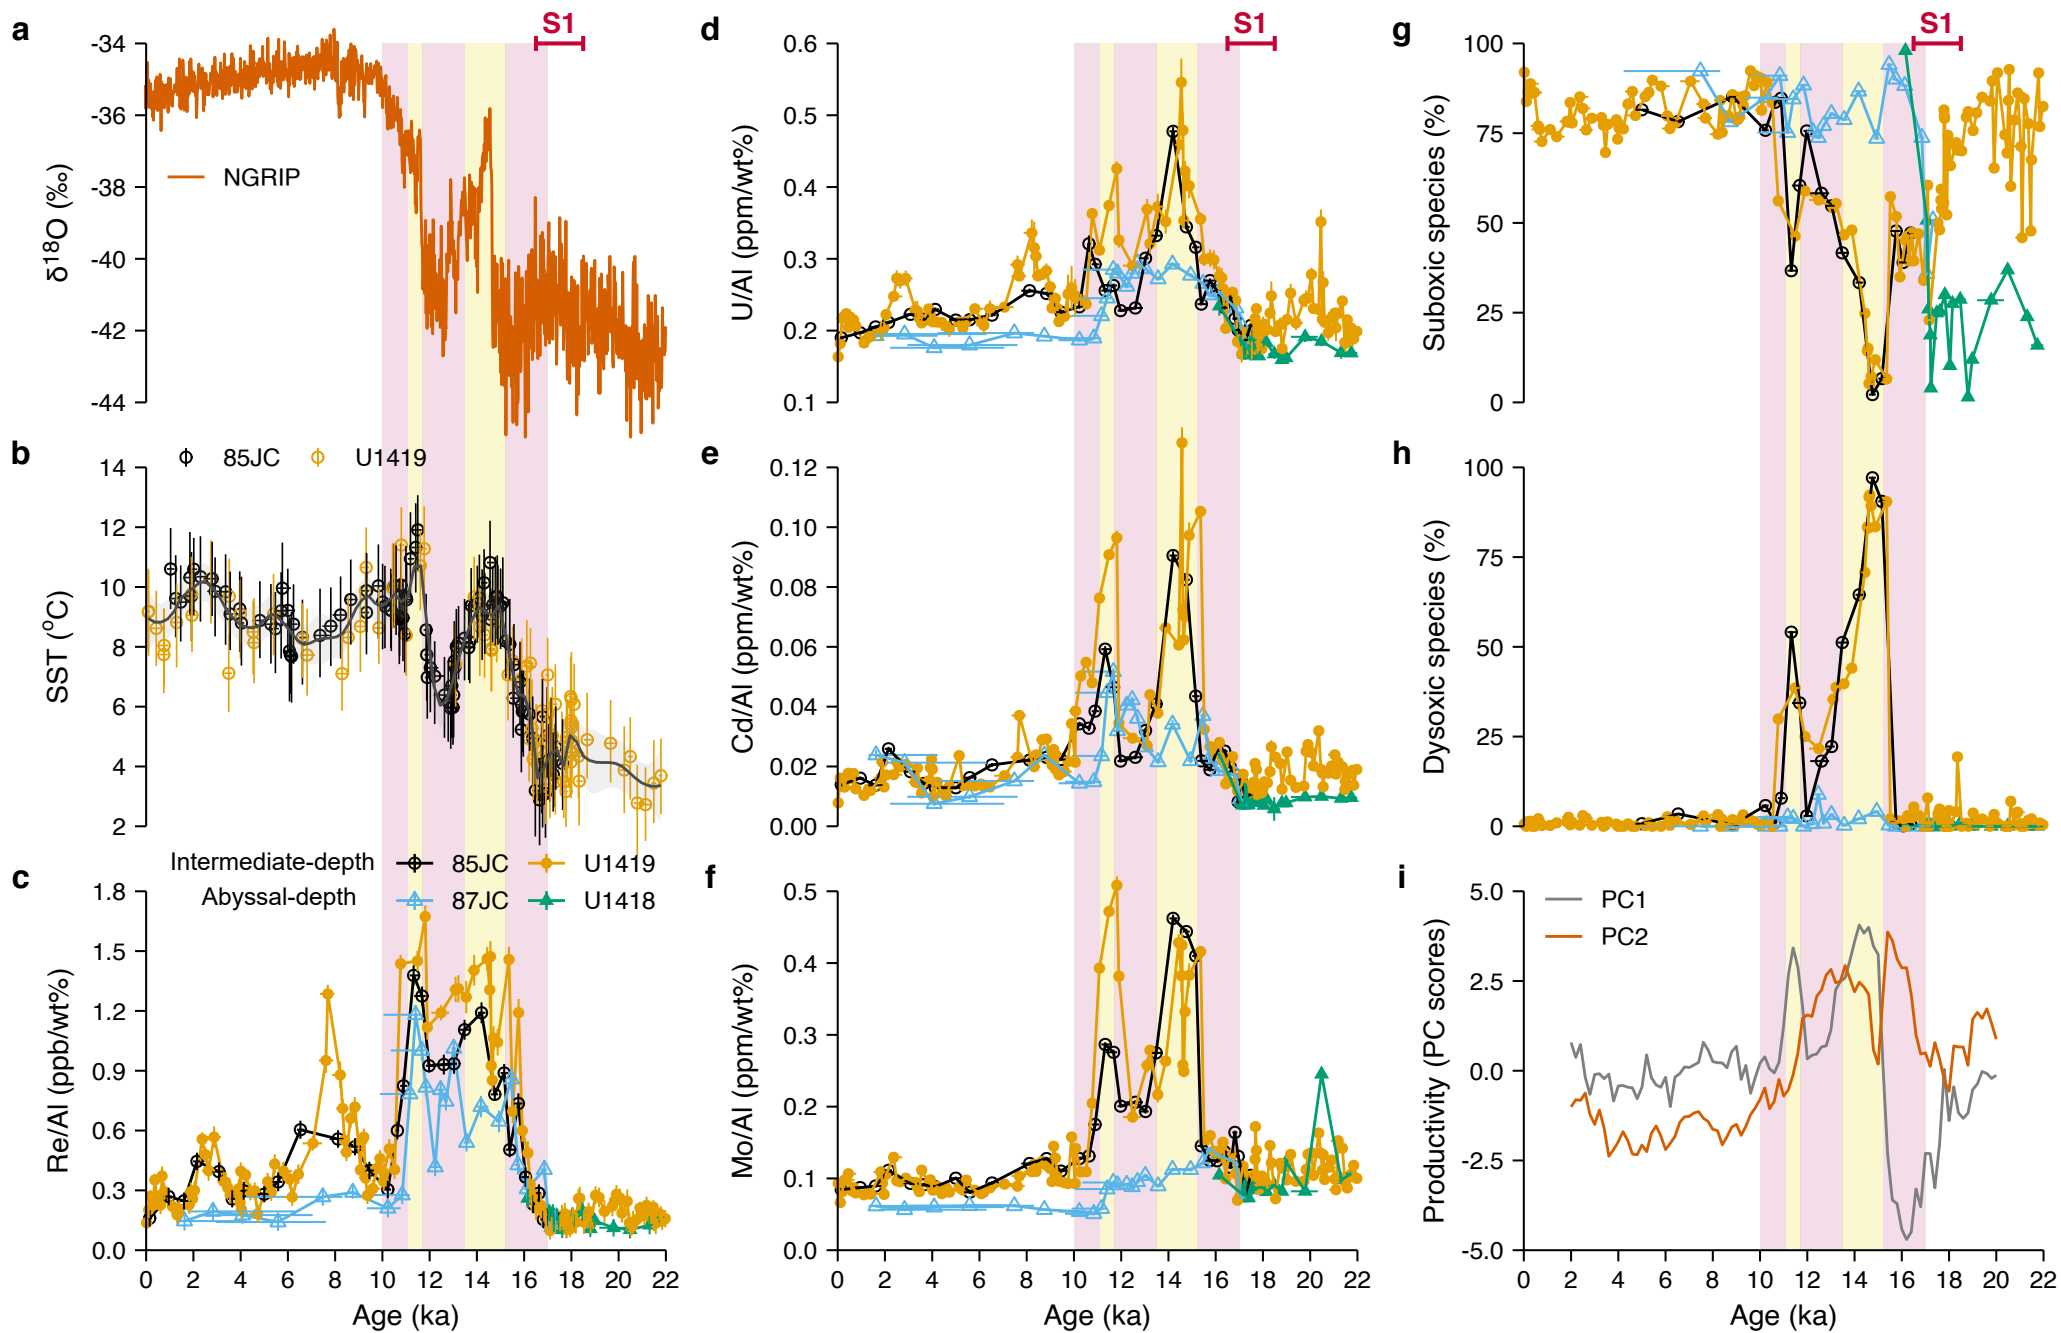 a
S1
-34
-36
-38
-40
-42
-44
δ18O (‰)
NGRIP
b
85JC
U1419
14
12
10
8
6
4
2
SST (oC)
Intermediate-depth
85JC
U1419
Abyssal-depth
87JC
U1418
c
1.8
1.5
1.2
0.9
0.6
0.3
0.0
Re/Al (ppb/wt%)
0 2 4 6 8 10 12 14 16 18 20 22
Age (ka)
d
S1
0.6
0.5
0.4
0.3
0.2
0.1
U/Al (ppm/wt%)
e
0.12
0.10
0.08
0.06
0.04
0.02
0.00
Cd/Al (ppm/wt%)
f
0.5
0.4
0.3
0.2
0.1
0.0
Mo/Al (ppm/wt%)
0 2 4 6 8 10 12 14 16 18 20 22
Age (ka)
g
S1
100
75
50
25
0
Suboxic species (%)
h
100
75
50
25
0
Dysoxic species (%)
i
5.0
2.5
0.0
-2.5
-5.0
Productivity (PC scores)
PC1
PC2
0 2 4 6 8 10 12 14 16 18 20 22
Age (ka)